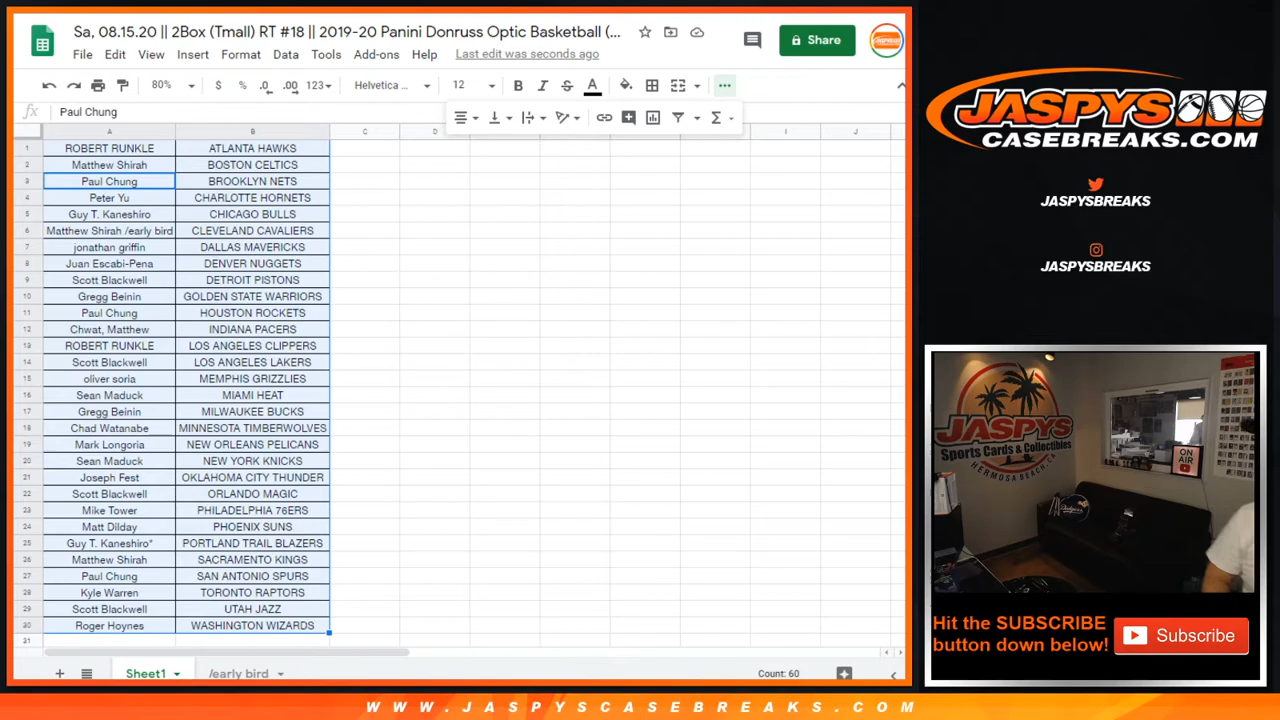 Sa, 08.15.20 || 2Box (Tmall) RT #18 || 2019-20 Panini Donruss Optic Basketball (...
Share
File Edit View Insert Format Data Tools Add-ons Help Last edit was seconds ago
80% $ % .0 .00 123 Helvetica ... 12 B I S A ...
fx Paul Chung
A B C D I J
1 ROBERT RUNKLE ATLANTA HAWKS
2 Matthew Shirah BOSTON CELTICS
3 Paul Chung BROOKLYN NETS
4 Peter Yu CHARLOTTE HORNETS
5 Guy T. Kaneshiro CHICAGO BULLS
6 Matthew Shirah /early bird CLEVELAND CAVALIERS
7 jonathan griffin DALLAS MAVERICKS
8 Juan Escabi-Pena DENVER NUGGETS
9 Scott Blackwell DETROIT PISTONS
10 Gregg Beinin GOLDEN STATE WARRIORS
11 Paul Chung HOUSTON ROCKETS
12 Chwat, Matthew INDIANA PACERS
13 ROBERT RUNKLE LOS ANGELES CLIPPERS
14 Scott Blackwell LOS ANGELES LAKERS
15 oliver soria MEMPHIS GRIZZLIES
16 Sean Maduck MIAMI HEAT
17 Gregg Beinin MILWAUKEE BUCKS
18 Chad Watanabe MINNESOTA TIMBERWOLVES
19 Mark Longoria NEW ORLEANS PELICANS
20 Sean Maduck NEW YORK KNICKS
21 Joseph Fest OKLAHOMA CITY THUNDER
22 Scott Blackwell ORLANDO MAGIC
23 Mike Tower PHILADELPHIA 76ERS
24 Matt Dilday PHOENIX SUNS
25 Guy T. Kaneshiro* PORTLAND TRAIL BLAZERS
26 Matthew Shirah SACRAMENTO KINGS
27 Paul Chung SAN ANTONIO SPURS
28 Kyle Warren TORONTO RAPTORS
29 Scott Blackwell UTAH JAZZ
30 Roger Hoynes WASHINGTON WIZARDS
31
Sheet1 /early bird Count: 60
JASPYS
CASEBREAKS.COM
JASPYSBREAKS
JASPYSBREAKS
JASPYS
Sports Cards & Collectibles
HERMOSA BEACH, CA
ON AIR
Dodgers
Hit the SUBSCRIBE
button down below!
Subscribe
WWW.JASPYSCASEBREAKS.COM